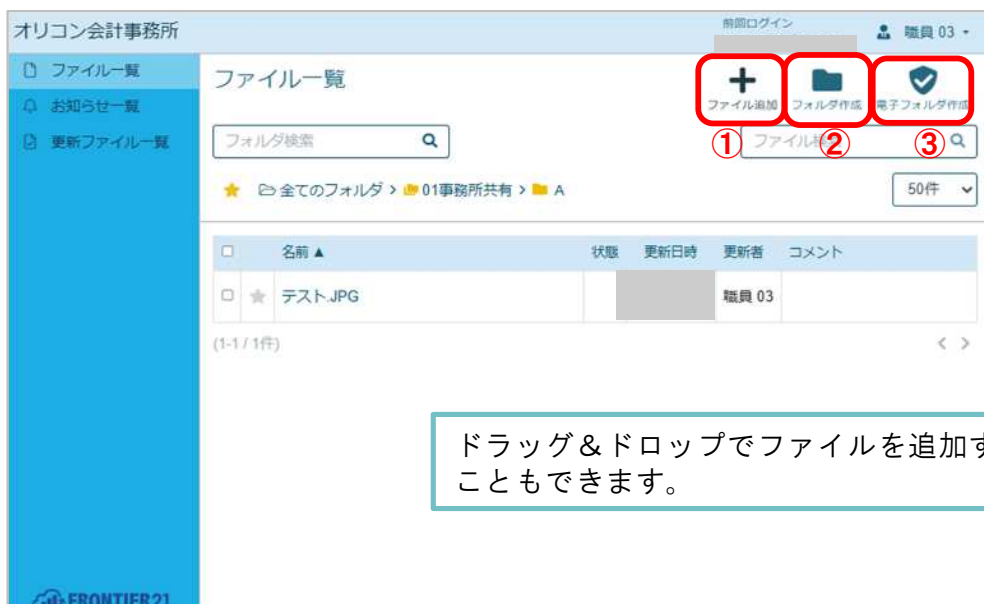 オリコン会計事務所
前回ログイン
職員 03
ファイル一覧
お知らせ一覧
更新ファイル一覧
ファイル一覧
ファイル追加
フォルダ作成
電子フォルダ作成
① ② ③
フォルダ検索
ファイル検索
全てのフォルダ > 01事務所共有 > A
50件
名前▲ 状態 更新日時 更新者 コメント
テスト.JPG 職員 03
(1-1 / 1件) < >
ドラッグ&ドロップでファイルを追加す
こともできます。
FRONTIER21